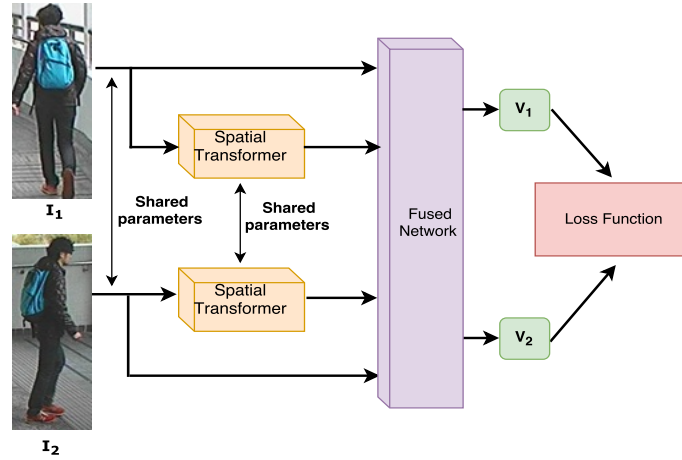 I1
Spatial
Transformer
Shared
parameters
Shared
parameters
Spatial
Transformer
I2
Fused
Network
V1
V2
Loss Function